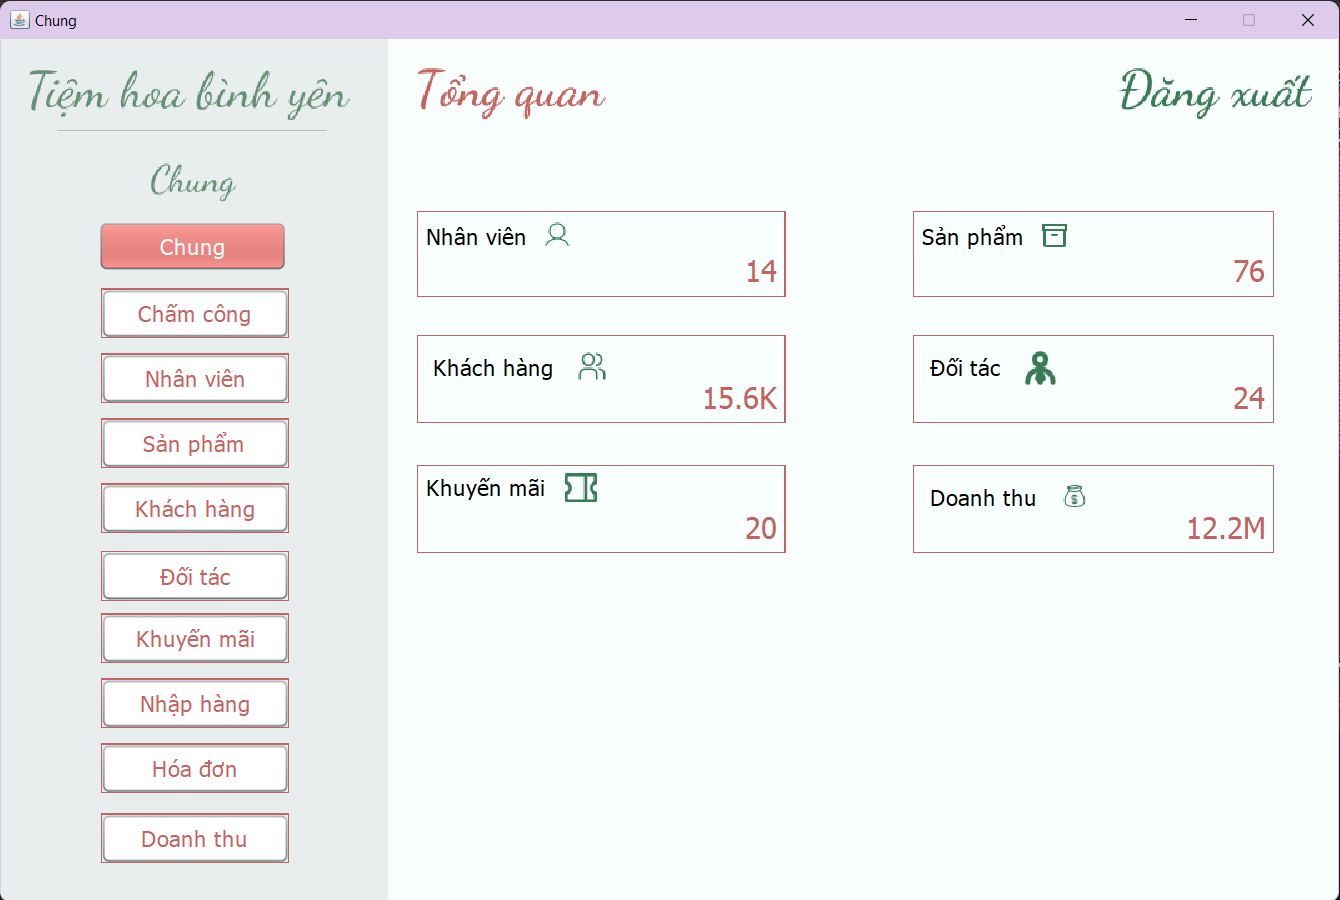 Chung
Tiệm hoa bình yên
Chung
Chung
Chấm công
Nhân viên
Sản phẩm
Khách hàng
Đối tác
Khuyến mãi
Nhập hàng
Hóa đơn
Doanh thu
Tổng quan
Đăng xuất
Nhân viên
14
Sản phẩm
76
Khách hàng
15.6K
Đối tác
24
Khuyến mãi
20
Doanh thu
$
12.2M